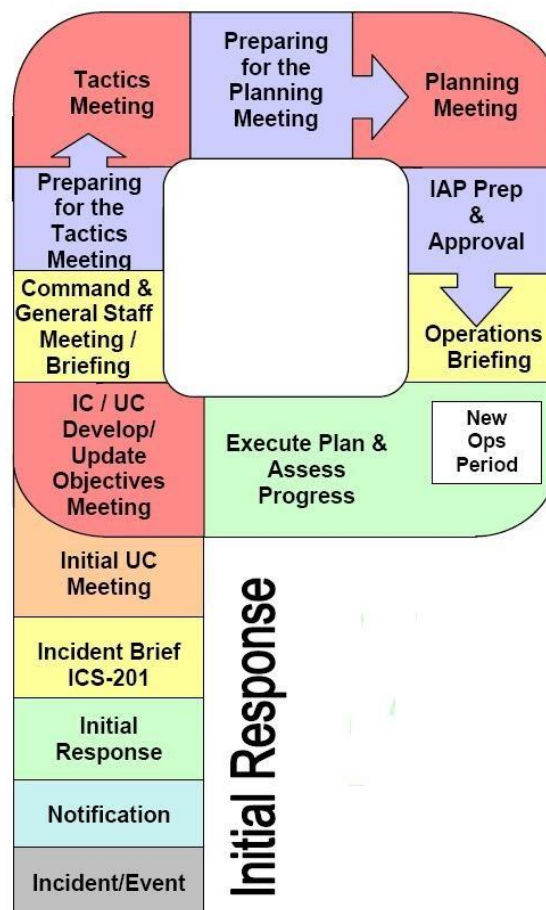 Tactics
Meeting
Preparing
for the
Planning
Meeting
Planning
Meeting
Preparing
for the
Tactics
Meeting
IAP Prep
&
Approval
Command &
General Staff
Meeting /
Briefing
Operations
Briefing
IC / UC
Develop/
Update
Objectives
Meeting
Execute Plan &
Assess
Progress
New
Ops
Period
Initial UC
Meeting
Incident Brief
ICS-201
Initial
Response
Notification
Incident/Event
Initial Response